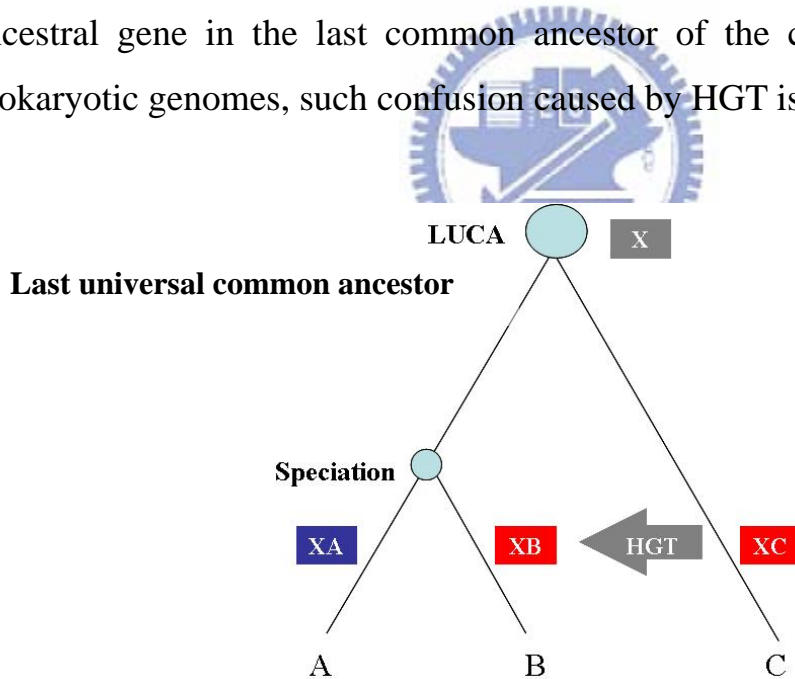 cestral gene in the last common ancestor of the c
okaryotic genomes, such confusion caused by HGT is
LUCA X
Last universal common ancestor
Speciation
XA XB HGT XC
A B C